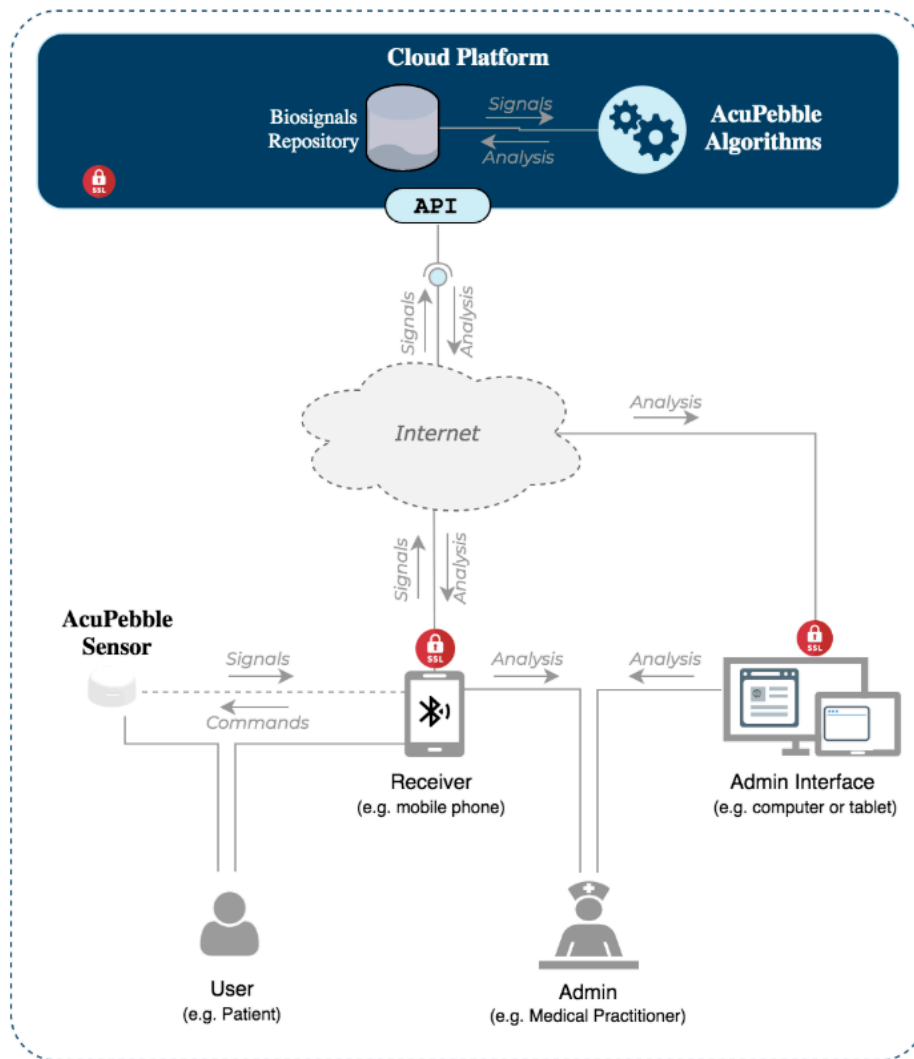 Cloud Platform
Biosignals
Repository
Signals
Analysis
AcuPebble
Algorithms
SSL
API
Signals
Analysis
Internet
Analysis
Signals
Analysis
AcuPebble
Sensor
Signals
Commands
SSL
Analysis
Analysis
SSL
Receiver
(e.g. mobile phone)
Admin Interface
(e.g. computer or tablet)
User
(e.g. Patient)
Admin
(e.g. Medical Practitioner)